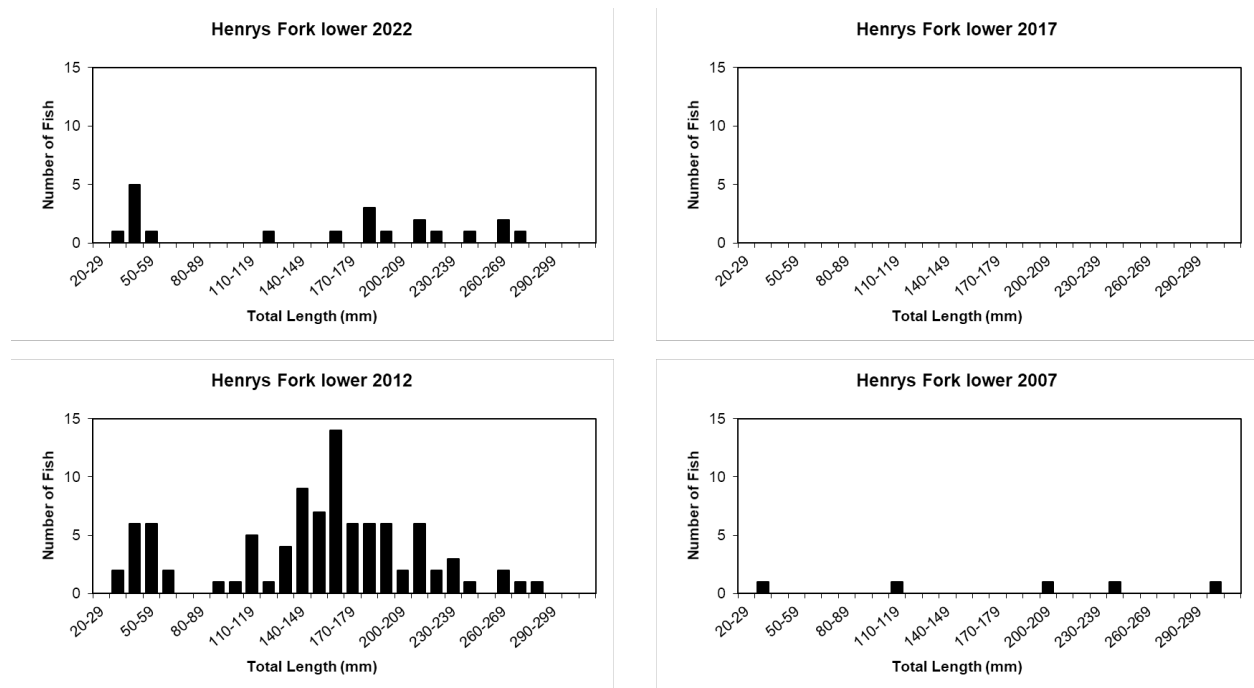 Henrys Fork lower 2022
15
10
5
0
Number of Fish
20-29 50-59 80-89 110-119 140-149 170-179 200-209 230-239 260-269 290-299
Total Length (mm)
Henrys Fork lower 2017
15
10
5
0
Number of Fish
20-29 50-59 80-89 110-119 140-149 170-179 200-209 230-239 260-269 290-299
Total Length (mm)
Henrys Fork lower 2012
15
10
5
0
Number of Fish
20-29 50-59 80-89 110-119 140-149 170-179 200-209 230-239 260-269 290-299
Total Length (mm)
Henrys Fork lower 2007
15
10
5
0
Number of Fish
20-29 50-59 80-89 110-119 140-149 170-179 200-209 230-239 260-269 290-299
Total Length (mm)